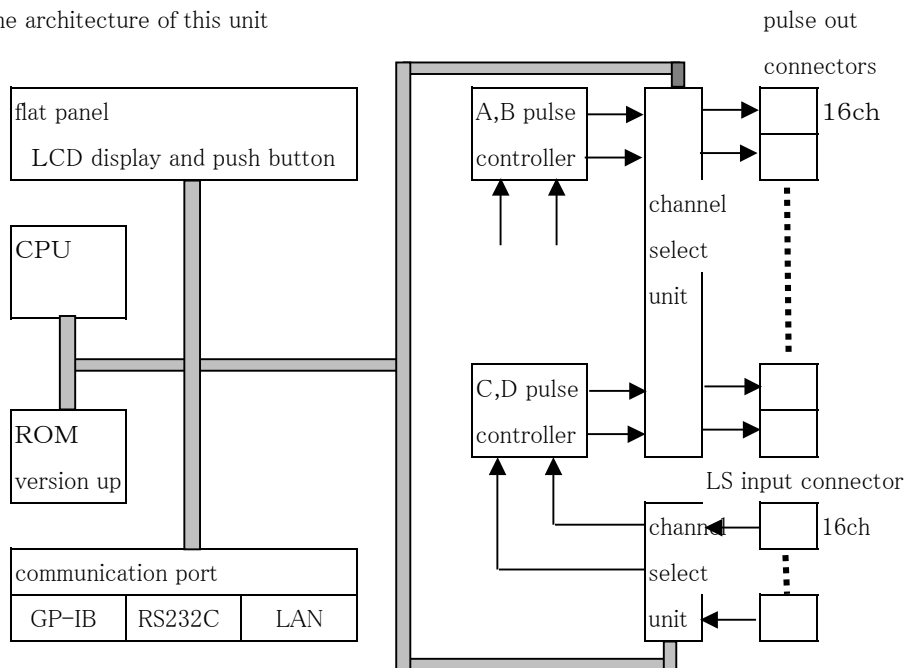 he architecture of this unit
pulse out
connectors
flat panel
LCD display and push button
A,B pulse
controller
16ch
channel
select
unit
CPU
C,D pulse
controller
ROM
version up
LS input connector
channel
select
unit
16ch
communication port
GP-IB
RS232C
LAN